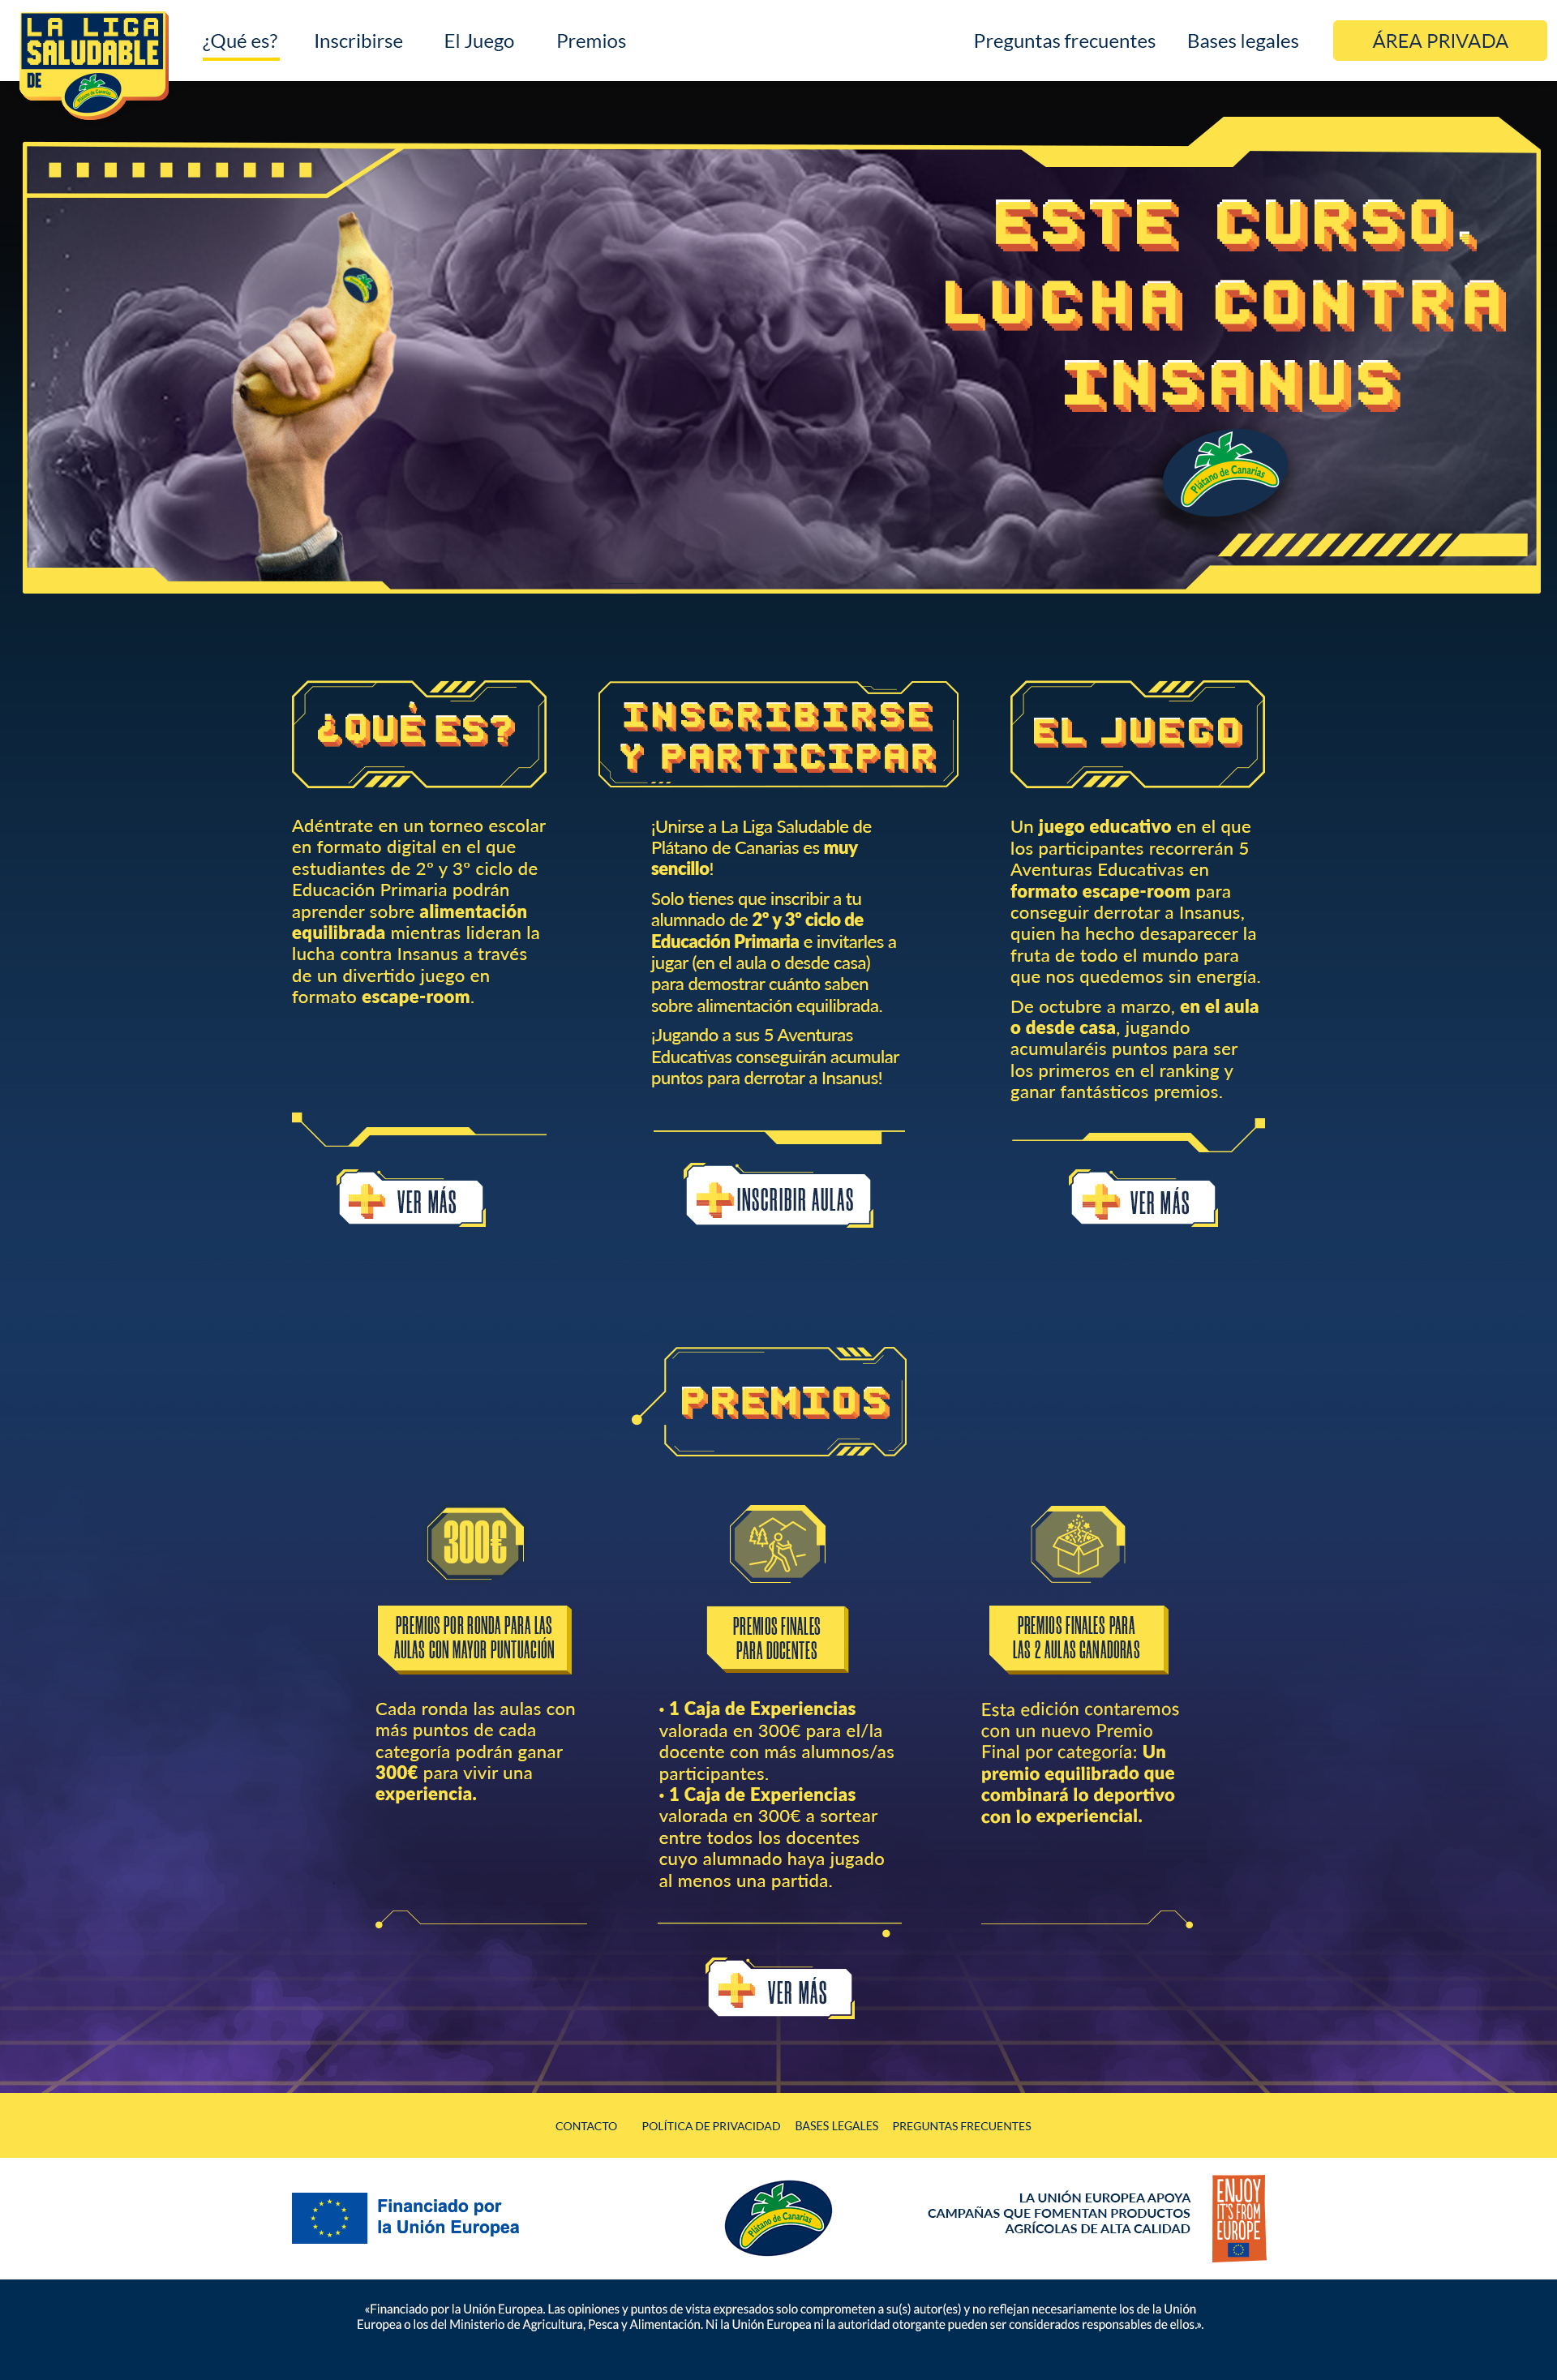 LA LIGA
SALUDABLE
DE
Plátano de Canarias
¿Qué es?
Inscribirse
El Juego
Premios
Preguntas frecuentes
Bases legales
ÁREA PRIVADA
ESTE CURSO,
LUCHA CONTRA
INSANUS
Plátano de Canarias
¿QUÉ ES?
Adéntrate en un torneo escolar
en formato digital en el que
estudiantes de 2º y 3º ciclo de
Educación Primaria podrán
aprender sobre alimentación
equilibrada mientras lideran la
lucha contra Insanus a través
de un divertido juego en
formato escape-room.
VER MÁS
INSCRIBIRSE
Y PARTICIPAR
¡Unirse a La Liga Saludable de
Plátano de Canarias es muy
sencillo!
Solo tienes que inscribir a tu
alumnado de 2º y 3º ciclo de
Educación Primaria e invitarles a
jugar (en el aula o desde casa)
para demostrar cuánto saben
sobre alimentación equilibrada.
¡Jugando a sus 5 Aventuras
Educativas conseguirán acumular
puntos para derrotar a Insanus!
INSCRIBIR AULAS
EL JUEGO
Un juego educativo en el que
los participantes recorrerán 5
Aventuras Educativas en
formato escape-room para
conseguir derrotar a Insanus,
quien ha hecho desaparecer la
fruta de todo el mundo para
que nos quedemos sin energía.
De octubre a marzo, en el aula
o desde casa, jugando
acumularéis puntos para ser
los primeros en el ranking y
ganar fantásticos premios.
VER MÁS
PREMIOS
300€
PREMIOS POR RONDA PARA LAS
AULAS CON MAYOR PUNTUACIÓN
Cada ronda las aulas con
más puntos de cada
categoría podrán ganar
300€ para vivir una
experiencia.
PREMIOS FINALES
PARA DOCENTES
• 1 Caja de Experiencias
valorada en 300€ para el/la
docente con más alumnos/as
participantes.
• 1 Caja de Experiencias
valorada en 300€ a sortear
entre todos los docentes
cuyo alumnado haya jugado
al menos una partida.
PREMIOS FINALES PARA
LAS 2 AULAS GANADORAS
Esta edición contaremos
con un nuevo Premio
Final por categoría: Un
premio equilibrado que
combinará lo deportivo
con lo experiencial.
VER MÁS
CONTACTO
POLÍTICA DE PRIVACIDAD
BASES LEGALES
PREGUNTAS FRECUENTES
Financiado por
la Unión Europea
Plátano de Canarias
LA UNIÓN EUROPEA APOYA
CAMPAÑAS QUE FOMENTAN PRODUCTOS
AGRÍCOLAS DE ALTA CALIDAD
ENJOY
IT'S FROM
EUROPE
«Financiado por la Unión Europea. Las opiniones y puntos de vista expresados solo comprometen a su(s) autor(es) y no reflejan necesariamente los de la Unión
Europea o los del Ministerio de Agricultura, Pesca y Alimentación. Ni la Unión Europea ni la autoridad otorgante pueden ser considerados responsables de ellos.».